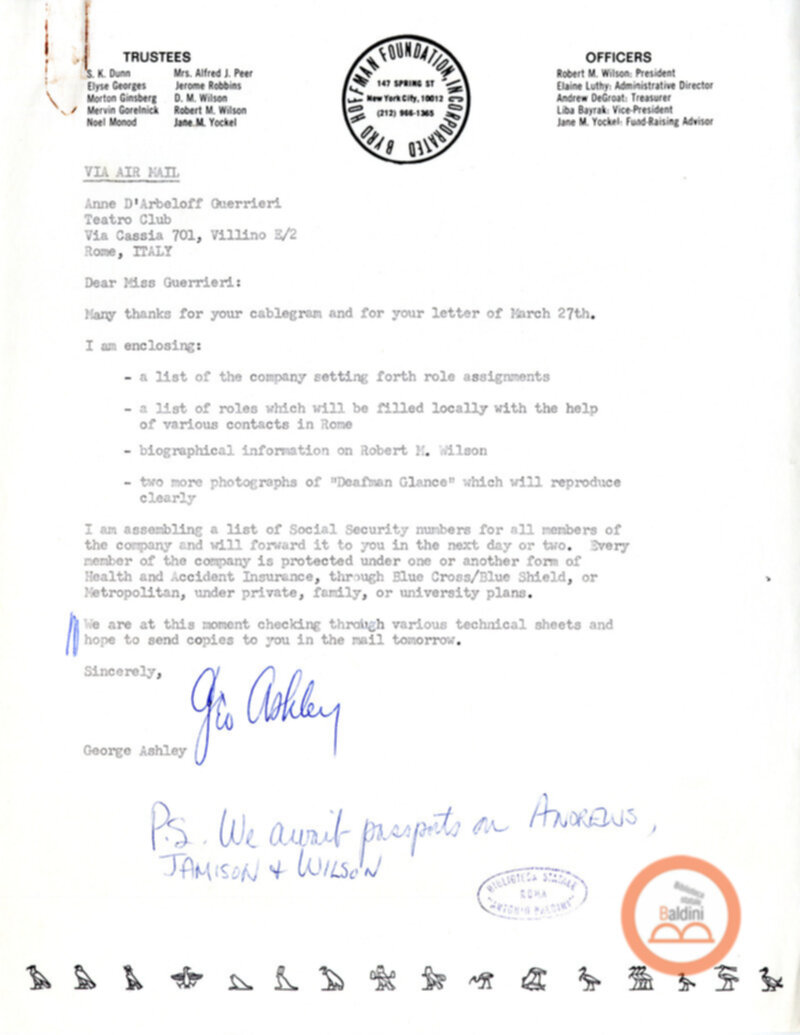 TRUSTEES
S. K. Dunn Mrs. Alfred J. Peer
Elyse Georges Jerome Robbins
Morton Ginsberg D. M. Wilson
Mervin Gorelnick Robert M. Wilson
Noel Monod Jane M. Yockel
BYRD HOFFMAN FOUNDATION, INCORPORATED
147 SPRING ST
New York City, 10012
(212) 966-1365
OFFICERS
Robert M. Wilson: President
Elaine Luthy: Administrative Director
Andrew DeGroat: Treasurer
Liba Bayrak: Vice-President
Jane M. Yockel: Fund-Raising Advisor
VIA AIR MAIL
Anne D'Arbeloff Guerrieri
Teatro Club
Via Cassia 701, Villino E/2
Rome, ITALY
Dear Miss Guerrieri:
Many thanks for your cablegram and for your letter of March 27th.
I am enclosing:
- a list of the company setting forth role assignments
- a list of roles which will be filled locally with the help
of various contacts in Rome
- biographical information on Robert M. Wilson
- two more photographs of "Deafman Glance" which will reproduce
clearly
I am assembling a list of Social Security numbers for all members of
the company and will forward it to you in the next day or two. Every
member of the company is protected under one or another form of
Health and Accident Insurance, through Blue Cross/Blue Shield, or
Metropolitan, under private, family, or university plans.
We are at this moment checking through various technical sheets and
hope to send copies to you in the mail tomorrow.
Sincerely,
Geo Ashley
George Ashley
P.S. We await passports on ANDREWS,
JAMISON + WILSON
BIBLIOTECA STATALE
ROMA
"ANTONIO BALDINI"
Biblioteca
statale
Baldini